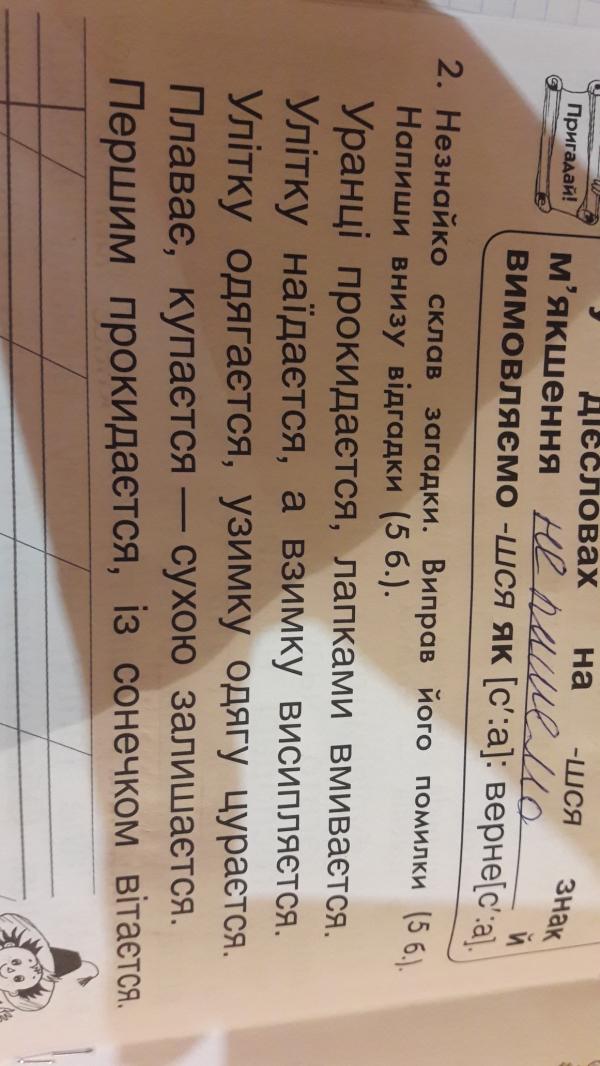 Пригадай!
У дієсловах на -шся знак
м'якшення не пишемо й
вимовляємо -шся як [с′:а]: верне[с′:а].
2. Незнайко склав загадки. Виправ його помилки (5 б.).
Напиши внизу відгадки (5 б.).
Уранці прокидаєтся, лапками вмиваєтся.
Улітку наїдаєтся, а взимку висипляєтся.
Улітку одягаєтся, узимку одягу цураєтся.
Плаває, купаєтся — сухою залишаєтся.
Першим прокидаєтся, із сонечком вітаєтся.